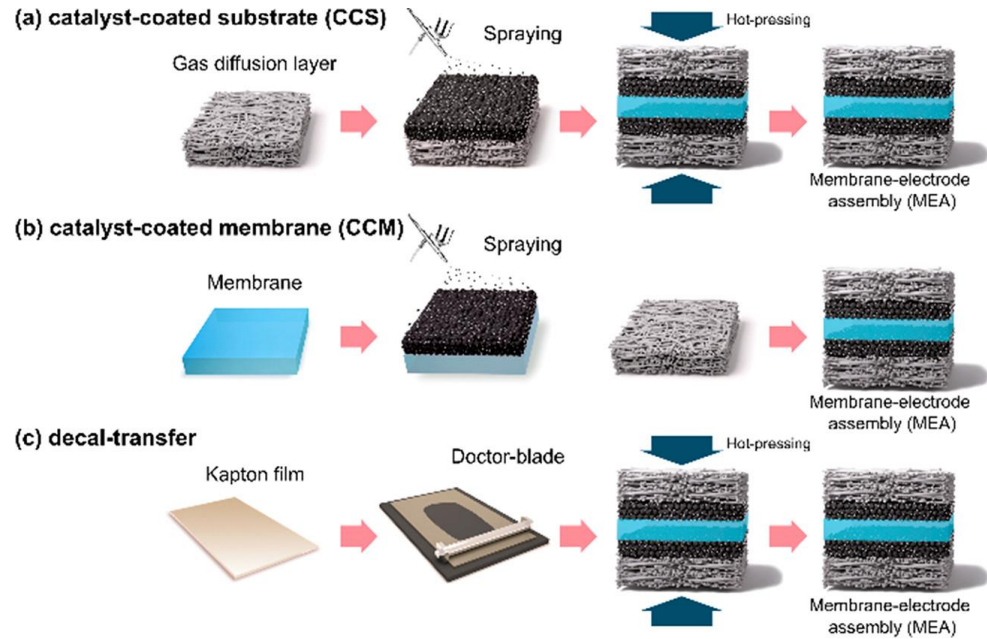 (a) catalyst-coated substrate (CCS)
Spraying
Hot-pressing
Gas diffusion layer
Membrane-electrode
assembly (MEA)
(b) catalyst-coated membrane (CCM)
Spraying
Membrane
Membrane-electrode
assembly (MEA)
(c) decal-transfer
Kapton film
Doctor-blade
Hot-pressing
Membrane-electrode
assembly (MEA)